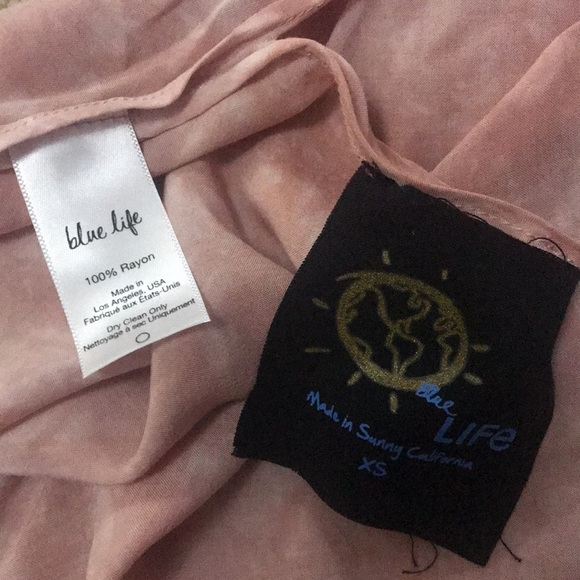 blue life
100% Rayon
Made in
Los Angeles, USA
Fabriqué aux États-Unis
Dry Clean Only
Nettoyage à sec Uniquement
Blue
LIFe
Made in Sunny California
XS